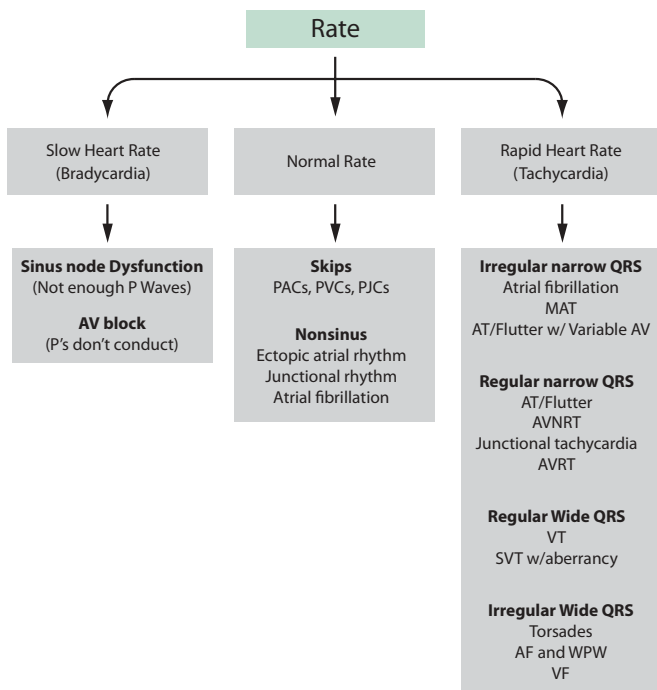 Rate
Slow Heart Rate
(Bradycardia)
Normal Rate
Rapid Heart Rate
(Tachycardia)
Sinus node Dysfunction
(Not enough P Waves)
AV block
(P's don't conduct)
Skips
PACs, PVCs, PJCs
Nonsinus
Ectopic atrial rhythm
Junctional rhythm
Atrial fibrillation
Irregular narrow QRS
Atrial fibrillation
MAT
AT/Flutter w/ Variable AV
Regular narrow QRS
AT/Flutter
AVNRT
Junctional tachycardia
AVRT
Regular Wide QRS
VT
SVT w/aberrancy
Irregular Wide QRS
Torsades
AF and WPW
VF